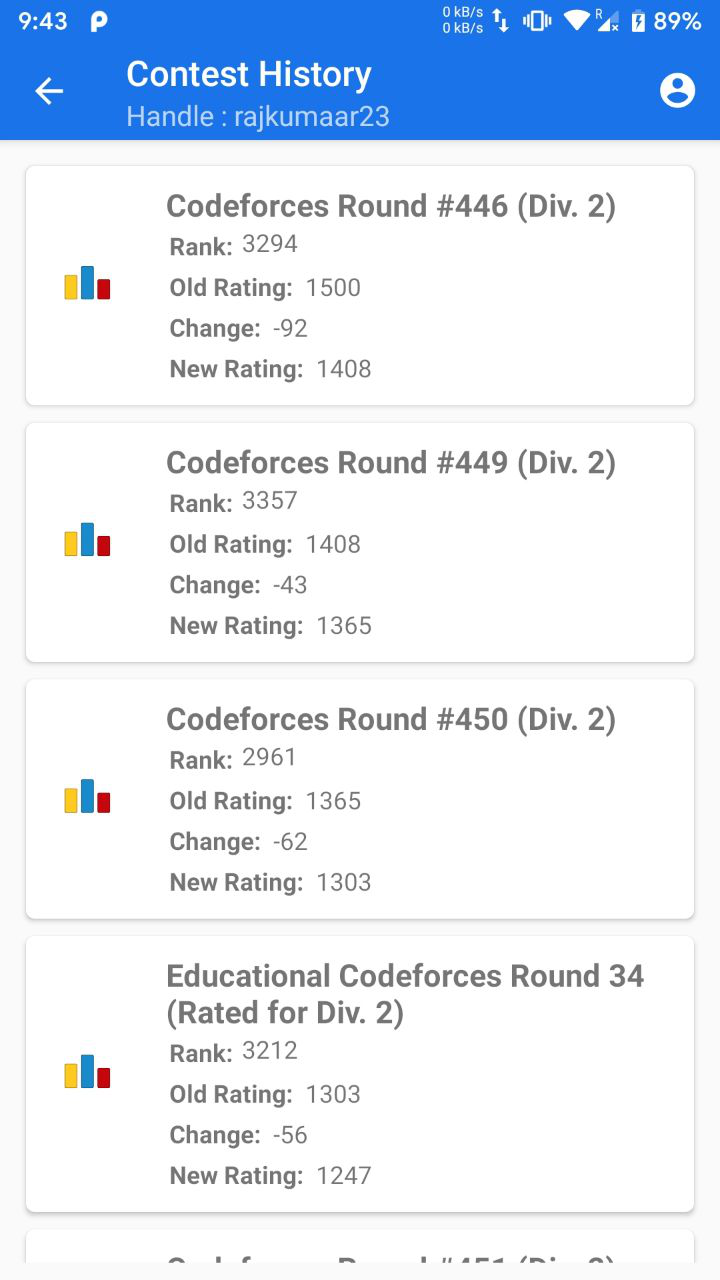 9:43
0 kB/s
0 kB/s
R
89%
Contest History
Handle : rajkumaar23
Codeforces Round #446 (Div. 2)
Rank: 3294
Old Rating: 1500
Change: -92
New Rating: 1408
Codeforces Round #449 (Div. 2)
Rank: 3357
Old Rating: 1408
Change: -43
New Rating: 1365
Codeforces Round #450 (Div. 2)
Rank: 2961
Old Rating: 1365
Change: -62
New Rating: 1303
Educational Codeforces Round 34
(Rated for Div. 2)
Rank: 3212
Old Rating: 1303
Change: -56
New Rating: 1247